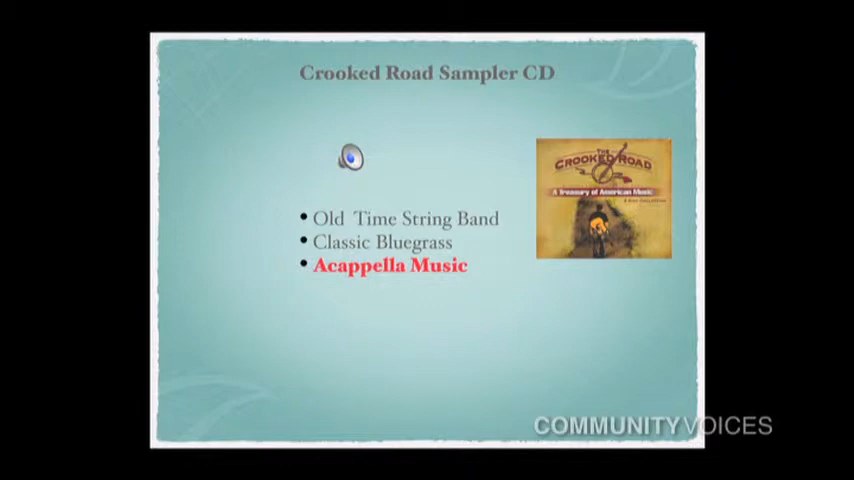 Crooked Road Sampler CD
THE
CROOKED ROAD
A Treasury of American Music
• Old Time String Band
• Classic Bluegrass
• Acappella Music
COMMUNITYVOICES